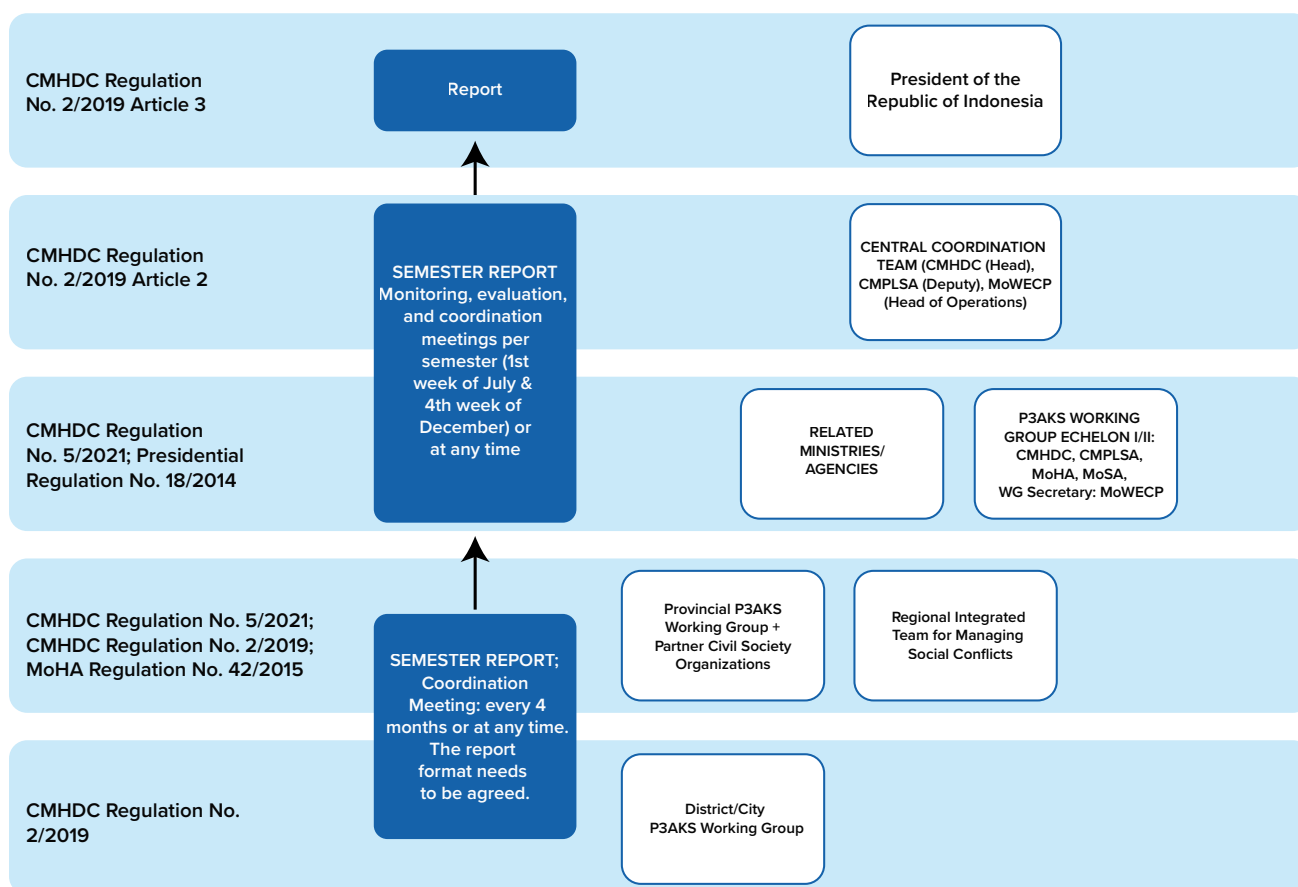 CMHDC Regulation
No. 2/2019 Article 3
Report
President of the
Republic of Indonesia
CMHDC Regulation
No. 2/2019 Article 2
SEMESTER REPORT
Monitoring, evaluation,
and coordination
meetings per
semester (1st
week of July &
4th week of
December) or
at any time
CENTRAL COORDINATION
TEAM (CMHDC (Head),
CMPLSA (Deputy), MoWECP
(Head of Operations)
CMHDC Regulation
No. 5/2021; Presidential
Regulation No. 18/2014
RELATED
MINISTRIES/
AGENCIES
P3AKS WORKING
GROUP ECHELON I/II:
CMHDC, CMPLSA,
MoHA, MoSA,
WG Secretary: MoWECP
CMHDC Regulation No. 5/2021;
CMHDC Regulation No. 2/2019;
MoHA Regulation No. 42/2015
SEMESTER REPORT;
Coordination
Meeting: every 4
months or at any time.
The report
format needs
to be agreed.
Provincial P3AKS
Working Group +
Partner Civil Society
Organizations
Regional Integrated
Team for Managing
Social Conflicts
CMHDC Regulation No.
2/2019
District/City
P3AKS Working Group